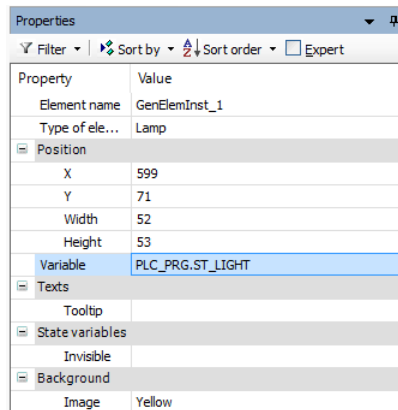 Properties
Filter Sort by Sort order Expert
Property Value
Element name GenElemInst_1
Type of ele... Lamp
Position
X 599
Y 71
Width 52
Height 53
Variable PLC_PRG.ST_LIGHT
Texts
Tooltip
State variables
Invisible
Background
Image Yellow